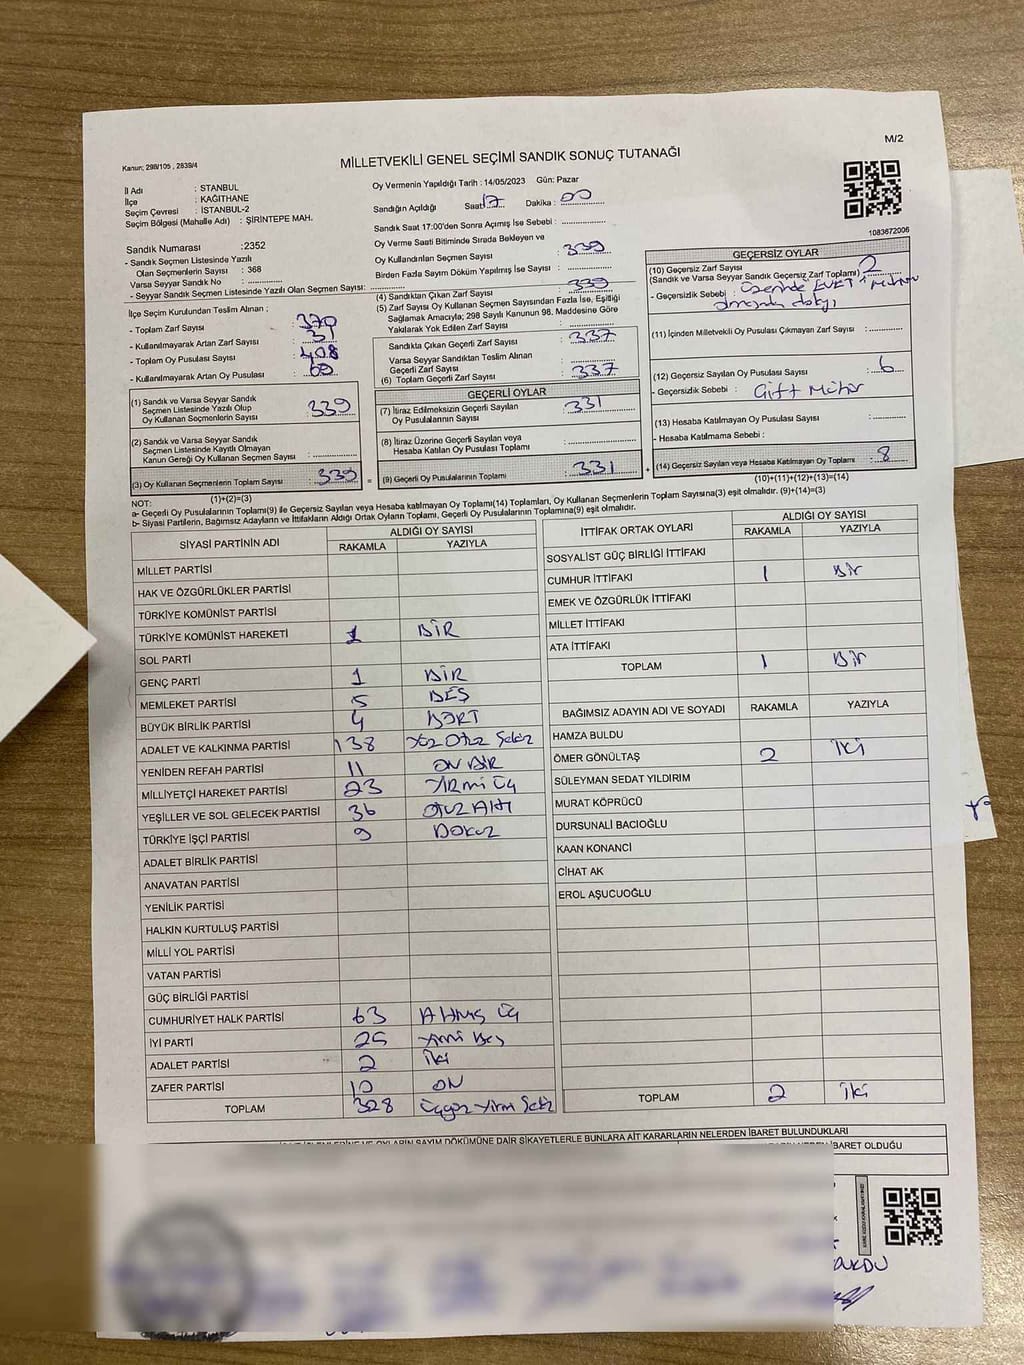 M/2
Kanun; 298/105 , 2839/4
MİLLETVEKİLİ GENEL SEÇİMİ SANDIK SONUÇ TUTANAĞI
İl Adı : STANBUL
İlçe : KAĞITHANE
Seçim Çevresi : İSTANBUL-2
Seçim Bölgesi (Mahalle Adı) : ŞİRİNTEPE MAH.
Sandık Numarası :2352
- Sandık Seçmen Listesinde Yazılı
Olan Seçmenlerin Sayısı : 368
Varsa Seyyar Sandık No :
- Seyyar Sandık Seçmen Listesinde Yazılı Olan Seçmen Sayısı:
İlçe Seçim Kurulundan Teslim Alınan ;
- Toplam Zarf Sayısı : 370
- Kullanılmayarak Artan Zarf Sayısı : 31
- Toplam Oy Pusulası Sayısı : 408
- Kullanılmayarak Artan Oy Pusulası : 69
(1) Sandık ve Varsa Seyyar Sandık
Seçmen Listesinde Yazılı Olup
Oy Kullanan Seçmenlerin Sayısı : 339
(2) Sandık ve Varsa Seyyar Sandık
Seçmen Listesinde Kayıtlı Olmayan
Kanun Gereği Oy Kullanan Seçmen Sayısı :
(3) Oy Kullanan Seçmenlerin Toplam Sayısı : 339
(1)+(2)=(3)
Oy Vermenin Yapıldığı Tarih : 14/05/2023 Gün: Pazar
Sandığın Açıldığı Saat: 17 Dakika : 00
Sandık Saat 17:00'den Sonra Açılmış İse Sebebi :
Oy Verme Saati Bitiminde Sırada Bekleyen ve
Oy Kullandırılan Seçmen Sayısı : 339
Birden Fazla Sayım Döküm Yapılmış İse Sayısı :
(4) Sandıktan Çıkan Zarf Sayısı : 339
(5) Zarf Sayısı Oy Kullanan Seçmen Sayısından Fazla İse, Eşitliği
Sağlamak Amacıyla; 298 Sayılı Kanunun 98. Maddesine Göre
Yakılarak Yok Edilen Zarf Sayısı :
Sandıkta Çıkan Geçerli Zarf Sayısı : 337
Varsa Seyyar Sandıktan Teslim Alınan
Geçerli Zarf Sayısı :
(6) Toplam Geçerli Zarf Sayısı : 337
GEÇERLİ OYLAR
(7) İtiraz Edilmeksizin Geçerli Sayılan
Oy Pusulalarının Sayısı : 331
(8) İtiraz Üzerine Geçerli Sayılan veya
Hesaba Katılan Oy Pusulası Toplamı :
= (9) Geçerli Oy Pusulalarının Toplamı : 331 +
1083672006
GEÇERSİZ OYLAR
(10) Geçersiz Zarf Sayısı
(Sandık ve Varsa Seyyar Sandık Geçersiz Zarf Toplamı) : 2
- Geçersizlik Sebebi : üzerinde EVET mührü
olmasından dolayı
(11) İçinden Milletvekili Oy Pusulası Çıkmayan Zarf Sayısı :
(12) Geçersiz Sayılan Oy Pusulası Sayısı : 6
- Geçersizlik Sebebi : Çift Mühür
(13) Hesaba Katılmayan Oy Pusulası Sayısı :
- Hesaba Katılmama Sebebi :
(14) Geçersiz Sayılan veya Hesaba Katılmayan Oy Toplamı : 8
(10)+(11)+(12)+(13)=(14)
NOT:
a- Geçerli Oy Pusulalarının Toplamı(9) ile Geçersiz Sayılan veya Hesaba katılmayan Oy Toplamı(14) Toplamları, Oy Kullanan Seçmenlerin Toplam Sayısına(3) eşit olmalıdır. (9)+(14)=(3)
b- Siyasi Partilerin, Bağımsız Adayların ve İttifakların Aldığı Ortak Oyların Toplamı, Geçerli Oy Pusulalarının Toplamına(9) eşit olmalıdır.
SİYASİ PARTİNİN ADI ALDIĞI OY SAYISI
RAKAMLA YAZIYLA
MİLLET PARTİSİ
HAK VE ÖZGÜRLÜKLER PARTİSİ
TÜRKİYE KOMÜNİST PARTİSİ
TÜRKİYE KOMÜNİST HAREKETİ 1 BİR
SOL PARTİ
GENÇ PARTİ 1 BİR
MEMLEKET PARTİSİ 5 BEŞ
BÜYÜK BİRLİK PARTİSİ 4 DÖRT
ADALET VE KALKINMA PARTİSİ 138 Yüz Otuz Sekiz
YENİDEN REFAH PARTİSİ 11 ON BİR
MİLLİYETÇİ HAREKET PARTİSİ 23 YİRMİ ÜÇ
YEŞİLLER VE SOL GELECEK PARTİSİ 36 OTUZ ALTI
TÜRKİYE İŞÇİ PARTİSİ 9 DOKUZ
ADALET BİRLİK PARTİSİ
ANAVATAN PARTİSİ
YENİLİK PARTİSİ
HALKIN KURTULUŞ PARTİSİ
MİLLİ YOL PARTİSİ
VATAN PARTİSİ
GÜÇ BİRLİĞİ PARTİSİ
CUMHURİYET HALK PARTİSİ 63 Altmış Üç
İYİ PARTİ 25 Yirmi Beş
ADALET PARTİSİ 2 İki
ZAFER PARTİSİ 10 ON
TOPLAM 328 Üçyüz Yirmi Sekiz
İTTİFAK ORTAK OYLARI ALDIĞI OY SAYISI
RAKAMLA YAZIYLA
SOSYALİST GÜÇ BİRLİĞİ İTTİFAKI
CUMHUR İTTİFAKI 1 Bir
EMEK VE ÖZGÜRLÜK İTTİFAKI
MİLLET İTTİFAKI
ATA İTTİFAKI
TOPLAM 1 Bir
BAĞIMSIZ ADAYIN ADI VE SOYADI RAKAMLA YAZIYLA
HAMZA BULDU
ÖMER GÖNÜLTAŞ 2 İKİ
SÜLEYMAN SEDAT YILDIRIM
MURAT KÖPRÜCÜ
DURSUNALİ BACIOĞLU
KAAN KONANCİ
CİHAT AK
EROL AŞUCUOĞLU
TOPLAM 2 İki
OYLARIN SAYIM DÖKÜMÜNE DAİR ŞİKAYETLERLE BUNLARA AİT KARARLARIN NELERDEN İBARET BULUNDUKLARI
İBARET OLDUĞU